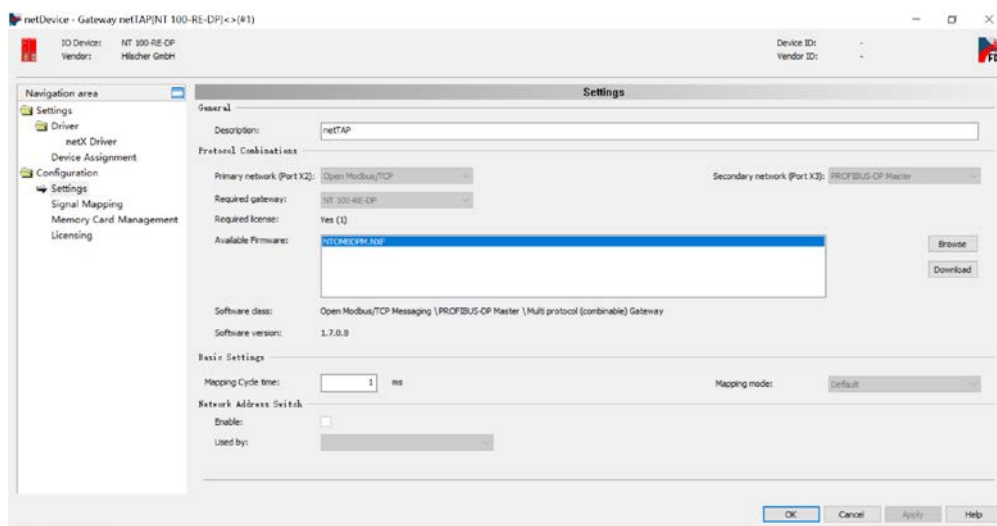 netDevice - Gateway netTAP[NT 100-RE-DP]<>(#1)
IO Device: NT 100-RE-DP Device ID: -
Vendor: Hilscher GmbH Vendor ID: -
FD
Navigation area
Settings
Driver
netX Driver
Device Assignment
Configuration
Settings
Signal Mapping
Memory Card Management
Licensing
Settings
General
Description: netTAP
Protocol Combinations
Primary network (Port X2): Open Modbus/TCP Secondary network (Port X3): PROFIBUS-DP Master
Required gateway: NT 100-RE-DP
Required license: Yes (1)
Available Firmware: NTOMBDPM.NXF Browse
Download
Software class: Open Modbus/TCP Messaging \ PROFIBUS-DP Master \ Multi protocol (combinable) Gateway
Software version: 1.7.0.8
Basic Settings
Mapping Cycle time: 1 ms Mapping mode: Default
Network Address Switch
Enable:
Used by:
OK Cancel Apply Help